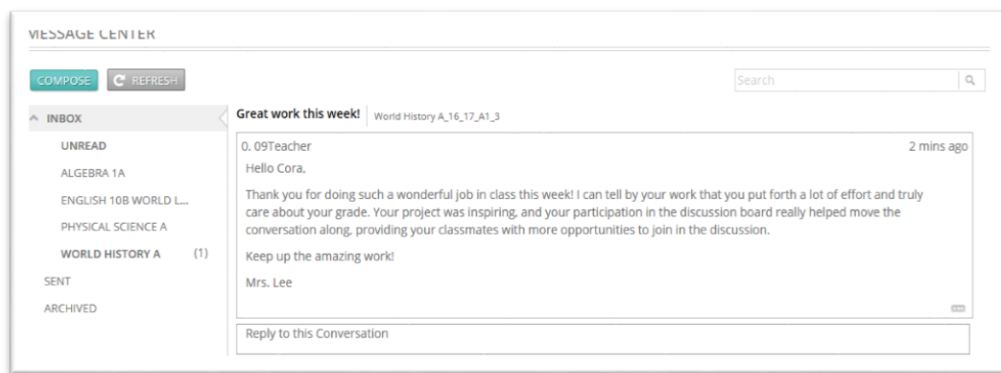 MESSAGE CENTER
COMPOSE REFRESH
Search
INBOX
UNREAD
ALGEBRA 1A
ENGLISH 10B WORLD L...
PHYSICAL SCIENCE A
WORLD HISTORY A (1)
SENT
ARCHIVED
Great work this week! World History A_16_17_A1_3
0. 09Teacher 2 mins ago
Hello Cora,
Thank you for doing such a wonderful job in class this week! I can tell by your work that you put forth a lot of effort and truly
care about your grade. Your project was inspiring, and your participation in the discussion board really helped move the
conversation along, providing your classmates with more opportunities to join in the discussion.
Keep up the amazing work!
Mrs. Lee
Reply to this Conversation